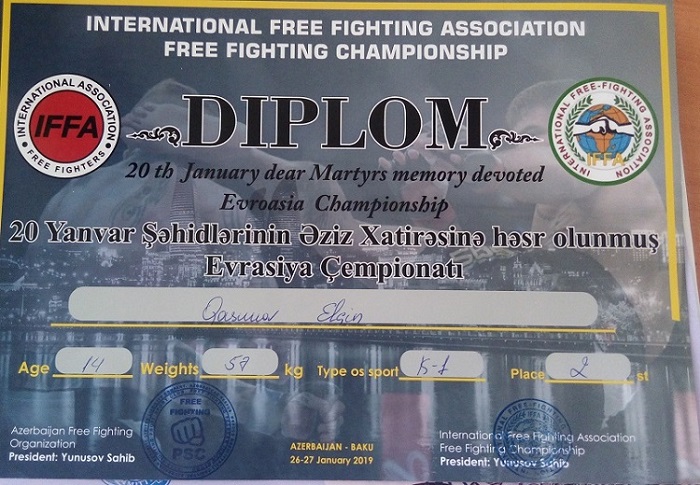 INTERNATIONAL FREE FIGHTING ASSOCIATION
FREE FIGHTING CHAMPIONSHIP
INTERNATIONAL ASSOCIATION
IFFA
FREE FIGHTERS
DIPLOM
INTERNATIONAL FREE-FIGHTING ASSOCIATION
IFFA
20 th January dear Martyrs memory devoted
Evroasia Championship
20 Yanvar Şəhidlərinin Əziz Xatirəsinə həsr olunmuş
Evrasiya Çempionatı
Qasımov Elçin
Age 14 Weights 57 kg Type os sport K-1 Place 2 st
Azerbaijan Free Fighting
Organization
President: Yunusov Sahib
FREE
FIGHTING
PSC
AZERBAIJAN - BAKU
26-27 January 2019
International Free Fighting Association
Free Fighting Championship
President: Yunusov Sahib